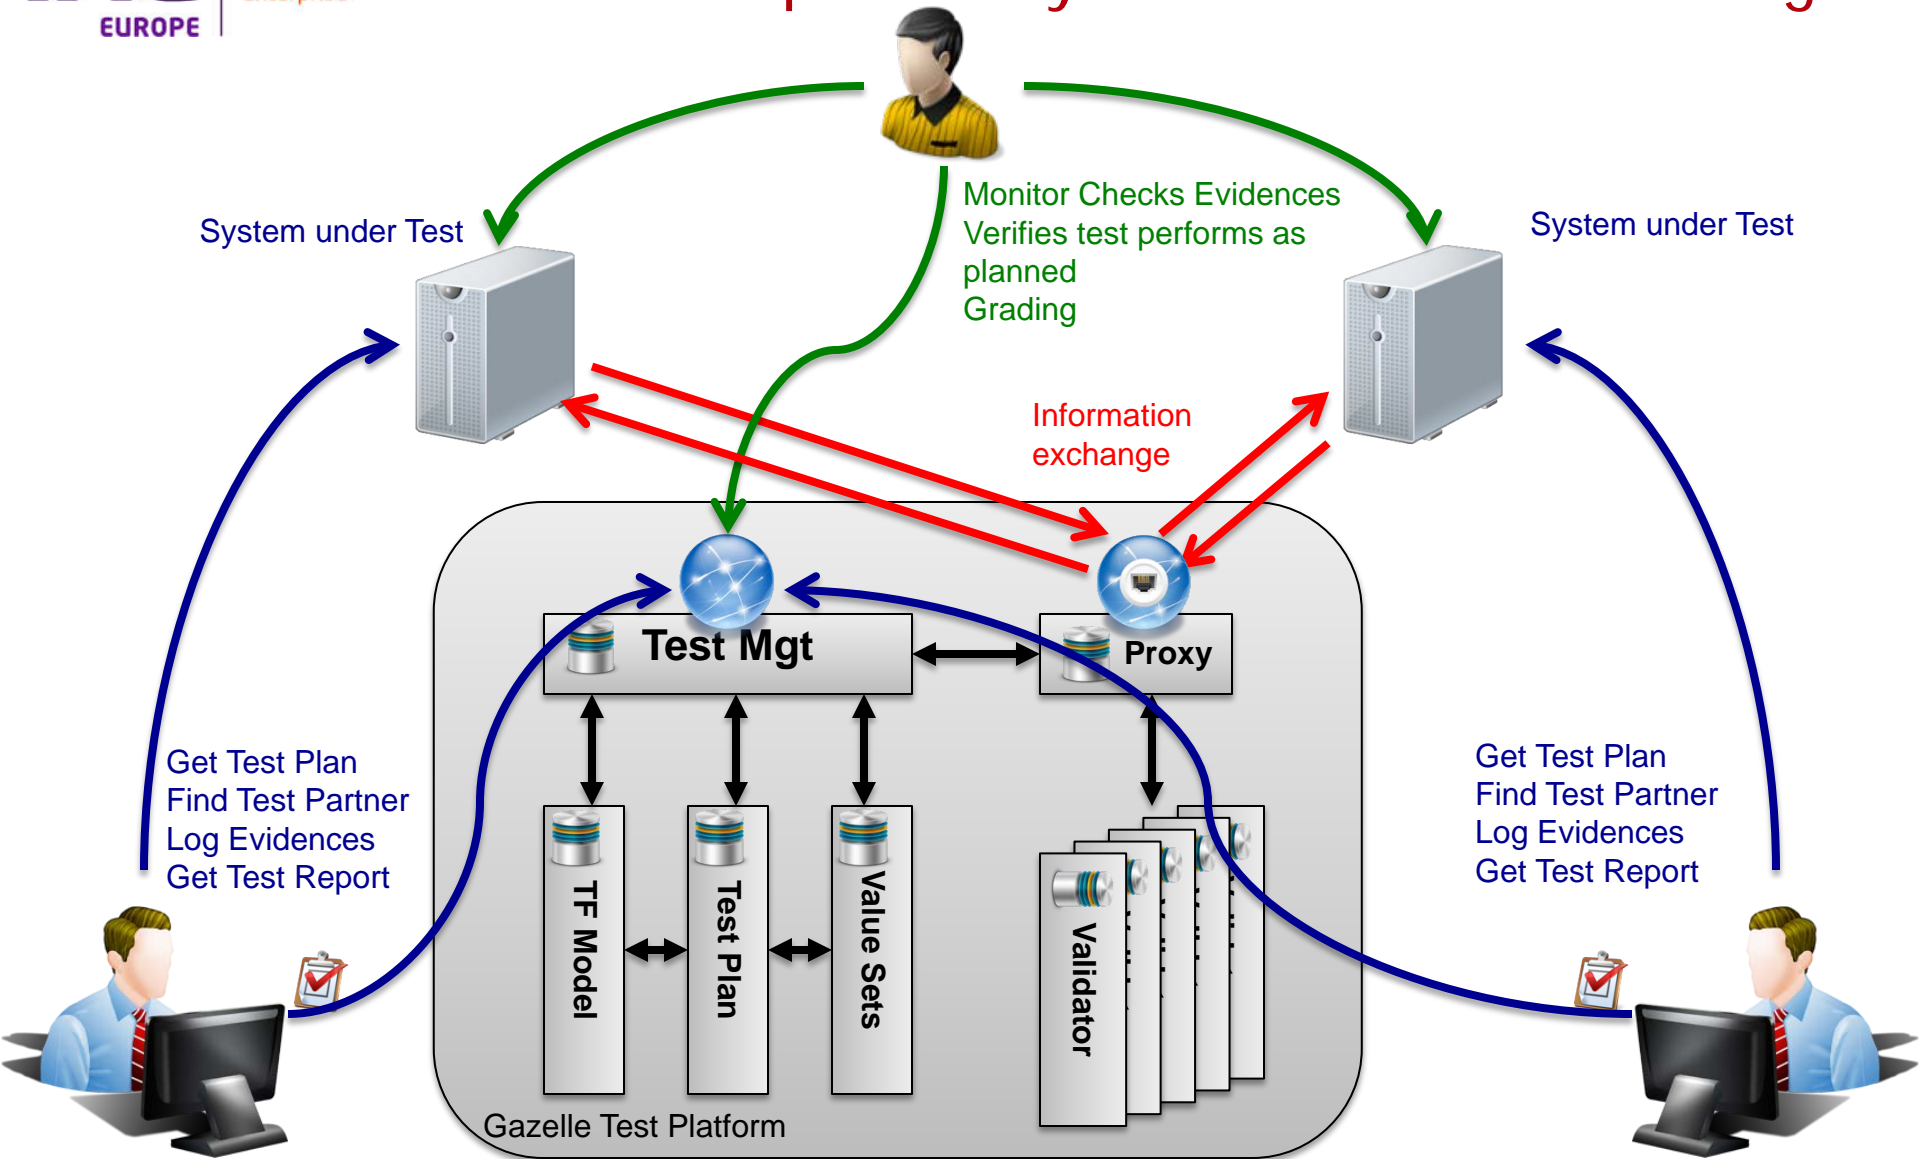 EUROPE
System under Test
Monitor Checks Evidences
Verifies test performs as
planned
Grading
System under Test
Information
exchange
Test Mgt
Proxy
Get Test Plan
Find Test Partner
Log Evidences
Get Test Report
Get Test Plan
Find Test Partner
Log Evidences
Get Test Report
TF Model
Test Plan
Value Sets
Validator
Gazelle Test Platform